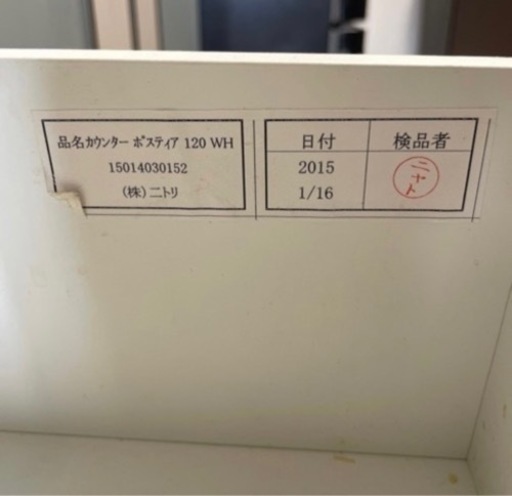 品名カウンター ポスティア 120 WH
15014030152
(株)ニトリ
日付 検品者
2015
1/16
ニャト